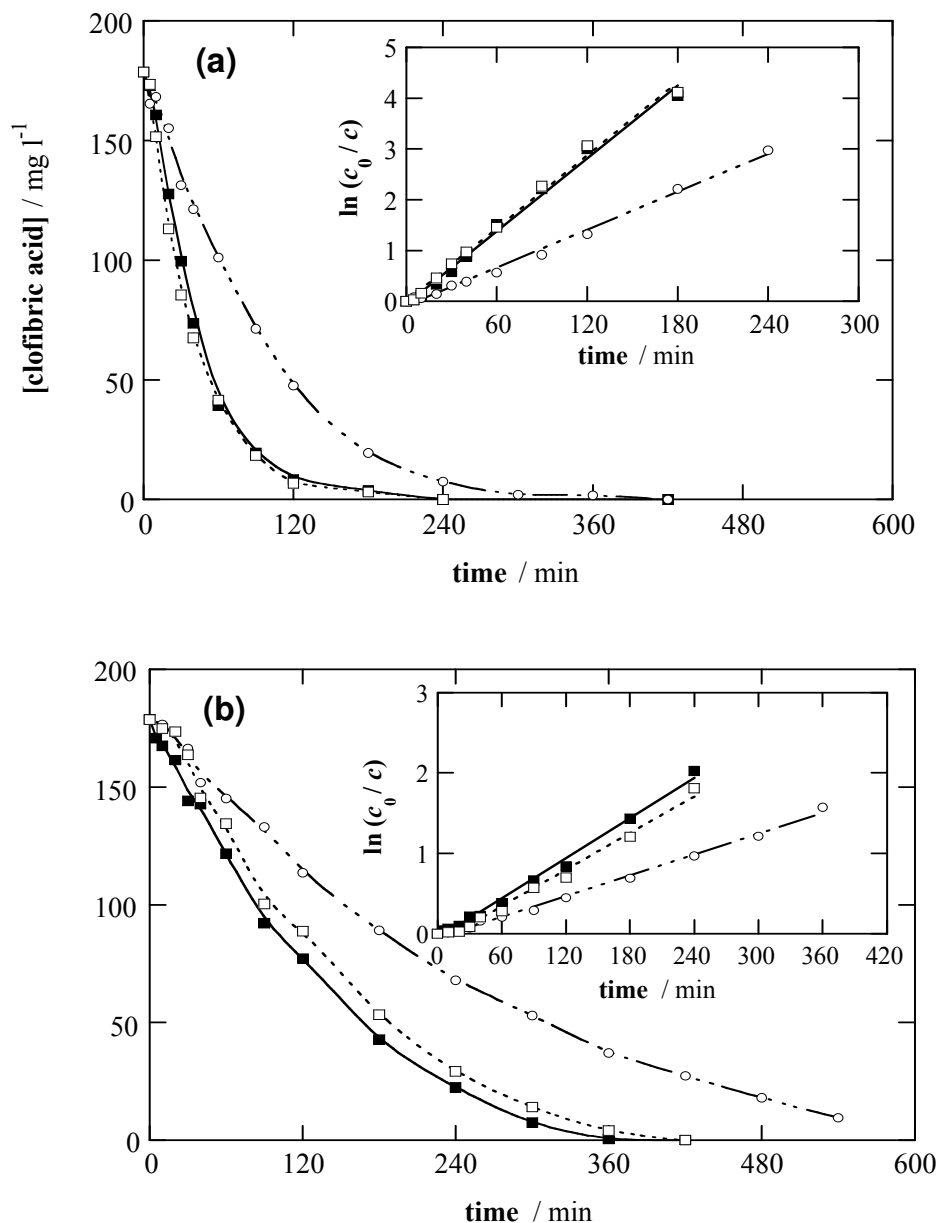 200
(a)
5
4
3
2
1
0
ln (c₀ / c)
0 60 120 180 240 300
time / min
150
100
50
0
[clofibric acid] / mg l⁻¹
0 120 240 360 480 600
time / min
200
(b)
3
2
1
0
ln (c₀ / c)
0 60 120 180 240 300 360 420
time / min
150
100
50
0
0 120 240 360 480 600
time / min